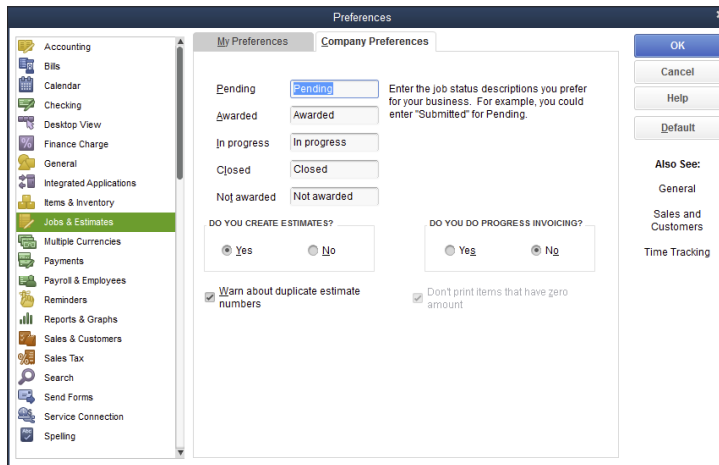 Preferences
Accounting
Bills
Calendar
Checking
Desktop View
Finance Charge
General
Integrated Applications
Items & Inventory
Jobs & Estimates
Multiple Currencies
Payments
Payroll & Employees
Reminders
Reports & Graphs
Sales & Customers
Sales Tax
Search
Send Forms
Service Connection
Spelling
My Preferences
Company Preferences
Pending Pending
Awarded Awarded
In progress In progress
Closed Closed
Not awarded Not awarded
Enter the job status descriptions you prefer
for your business. For example, you could
enter "Submitted" for Pending.
DO YOU CREATE ESTIMATES?
Yes No
DO YOU DO PROGRESS INVOICING?
Yes No
Warn about duplicate estimate
numbers
Don't print items that have zero
amount
OK
Cancel
Help
Default
Also See:
General
Sales and
Customers
Time Tracking